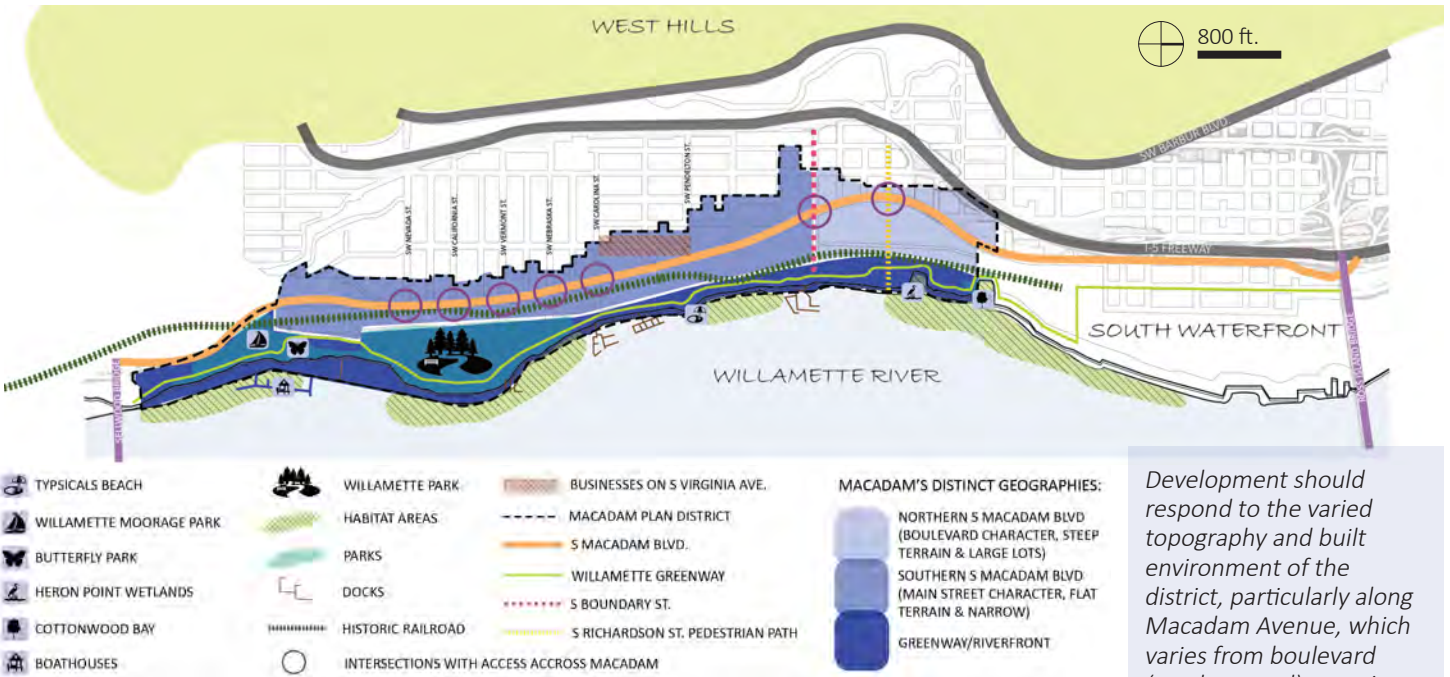 WEST HILLS
800 ft.
SW BARBUR BLVD
SW NEVADA ST.
SW CALIFORNIA ST.
SW VERMONT ST.
SW NEBRASKA ST.
SW CAROLINA ST.
SW PENDELTON ST.
I-5 FREEWAY
SOUTH WATERFRONT
WILLAMETTE RIVER
SELLWOOD BRIDGE
ROSS ISLAND BRIDGE
TYPSICALS BEACH
WILLAMETTE MOORAGE PARK
BUTTERFLY PARK
HERON POINT WETLANDS
COTTONWOOD BAY
BOATHOUSES
WILLAMETTE PARK
HABITAT AREAS
PARKS
DOCKS
HISTORIC RAILROAD
INTERSECTIONS WITH ACCESS ACCROSS MACADAM
BUSINESSES ON S VIRGINIA AVE.
MACADAM PLAN DISTRICT
S MACADAM BLVD.
WILLAMETTE GREENWAY
S BOUNDARY ST.
S RICHARDSON ST. PEDESTRIAN PATH
MACADAM'S DISTINCT GEOGRAPHIES:
NORTHERN S MACADAM BLVD
(BOULEVARD CHARACTER, STEEP
TERRAIN & LARGE LOTS)
SOUTHERN S MACADAM BLVD
(MAIN STREET CHARACTER, FLAT
TERRAIN & NARROW)
GREENWAY/RIVERFRONT
Development should
respond to the varied
topography and built
environment of the
district, particularly along
Macadam Avenue, which
varies from boulevard